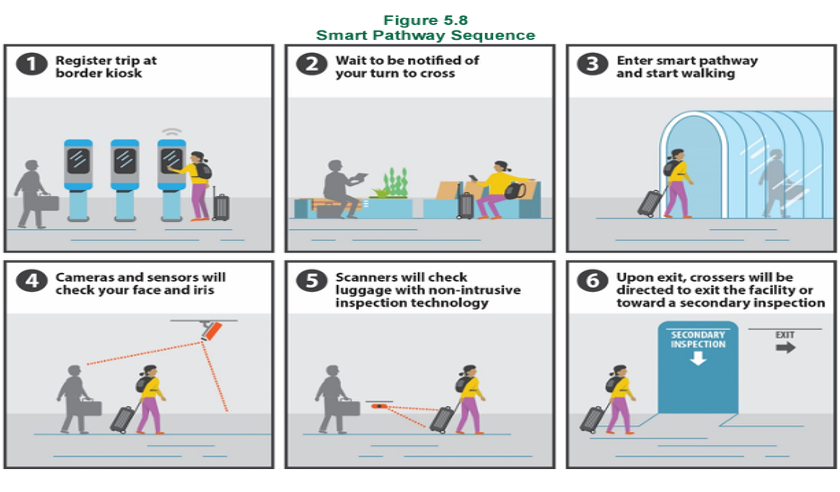 Figure 5.8
Smart Pathway Sequence
1 Register trip at
border kiosk
2 Wait to be notified of
your turn to cross
3 Enter smart pathway
and start walking
4 Cameras and sensors will
check your face and iris
5 Scanners will check
luggage with non-intrusive
inspection technology
6 Upon exit, crossers will be
directed to exit the facility or
toward a secondary inspection
SECONDARY
INSPECTION
EXIT